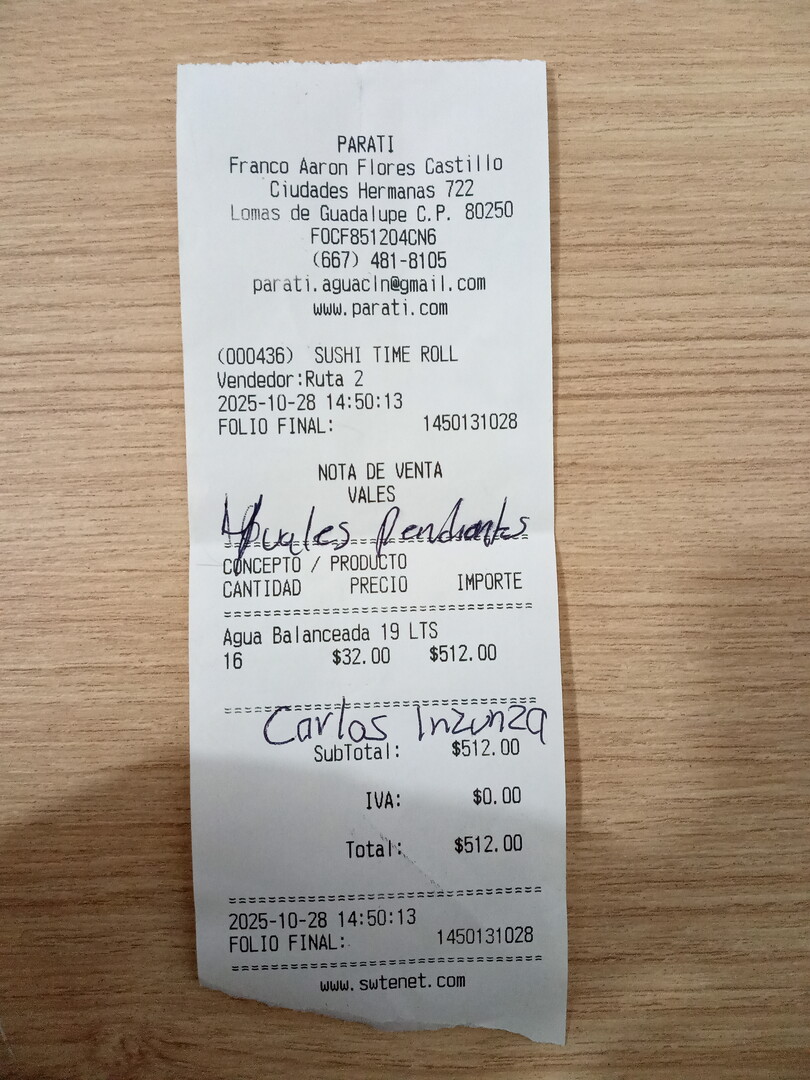 PARATI
Franco Aaron Flores Castillo
Ciudades Hermanas 722
Lomas de Guadalupe C.P. 80250
FOCF851204CN6
(667) 481-8105
parati.aguacln@gmail.com
www.parati.com
(000436) SUSHI TIME ROLL
Vendedor:Ruta 2
2025-10-28 14:50:13
FOLIO FINAL: 1450131028
NOTA DE VENTA
VALES
vales Pendientes
CONCEPTO / PRODUCTO
CANTIDAD PRECIO IMPORTE
Agua Balanceada 19 LTS
16 $32.00 $512.00
Carlos Inzunza
SubTotal: $512.00
IVA: $0.00
Total: $512.00
2025-10-28 14:50:13
FOLIO FINAL: 1450131028
www.swtenet.com